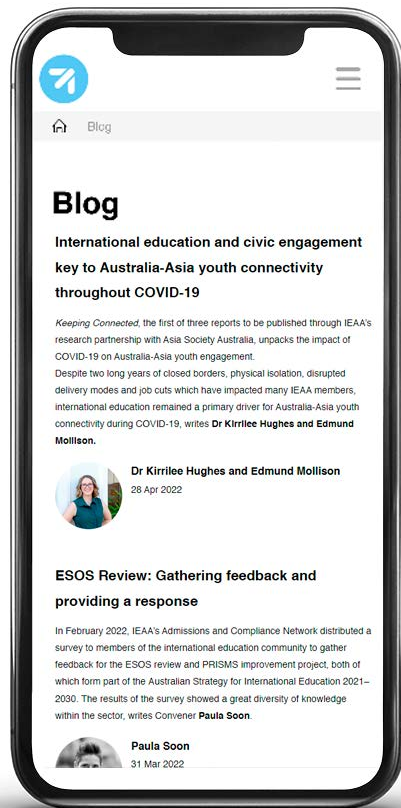 Blog
Blog
International education and civic engagement
key to Australia-Asia youth connectivity
throughout COVID-19
Keeping Connected, the first of three reports to be published through IEAA's
research partnership with Asia Society Australia, unpacks the impact of
COVID-19 on Australia-Asia youth engagement.
Despite two long years of closed borders, physical isolation, disrupted
delivery modes and job cuts which have impacted many IEAA members,
international education remained a primary driver for Australia-Asia youth
connectivity during COVID-19, writes Dr Kirrilee Hughes and Edmund
Mollison.
Dr Kirrilee Hughes and Edmund Mollison
28 Apr 2022
ESOS Review: Gathering feedback and
providing a response
In February 2022, IEAA's Admissions and Compliance Network distributed a
survey to members of the international education community to gather
feedback for the ESOS review and PRISMS improvement project, both of
which form part of the Australian Strategy for International Education 2021–
2030. The results of the survey showed a great diversity of knowledge
within the sector, writes Convener Paula Soon.
Paula Soon
31 Mar 2022